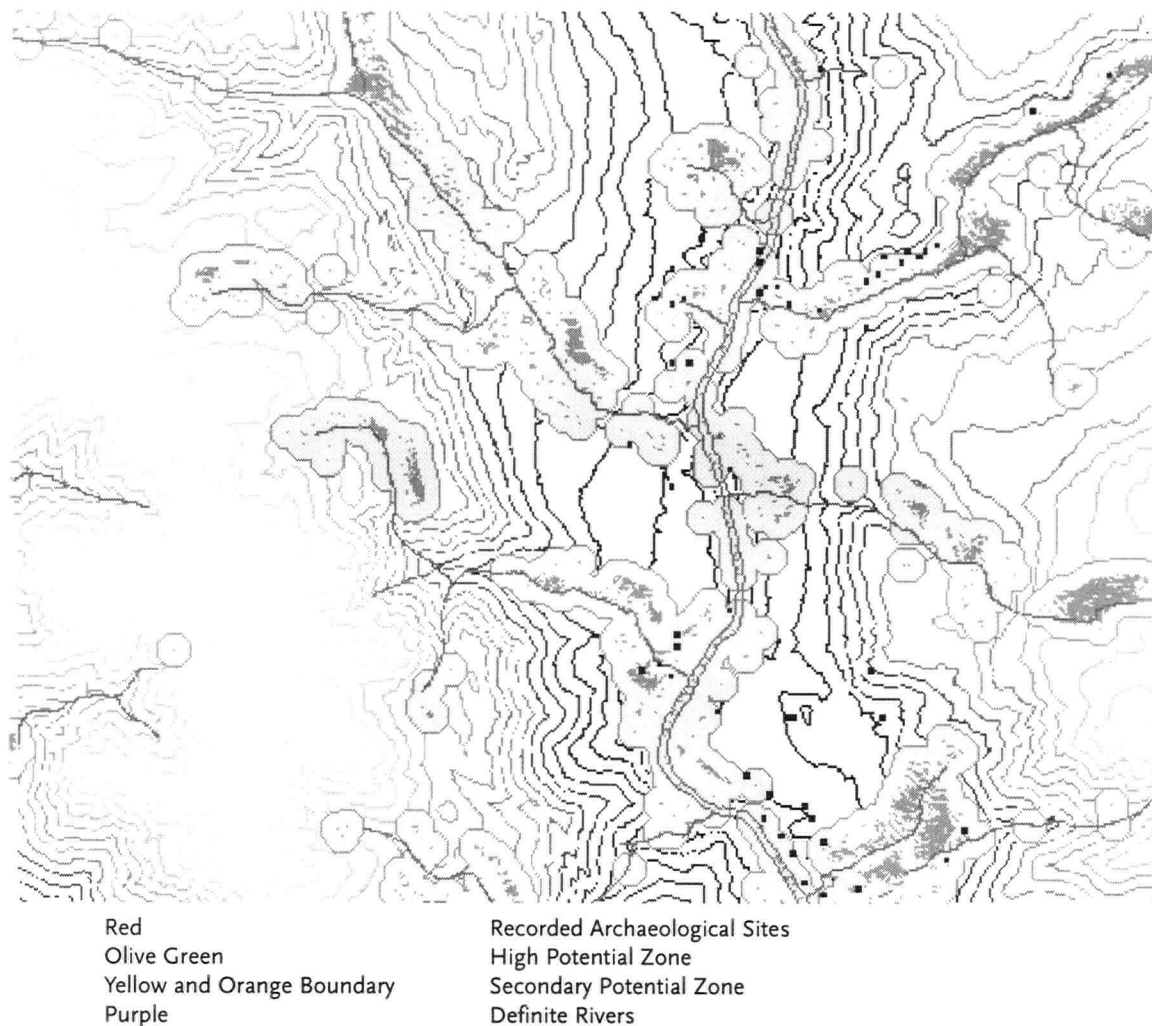 Red Recorded Archaeological Sites
Olive Green High Potential Zone
Yellow and Orange Boundary Secondary Potential Zone
Purple Definite Rivers